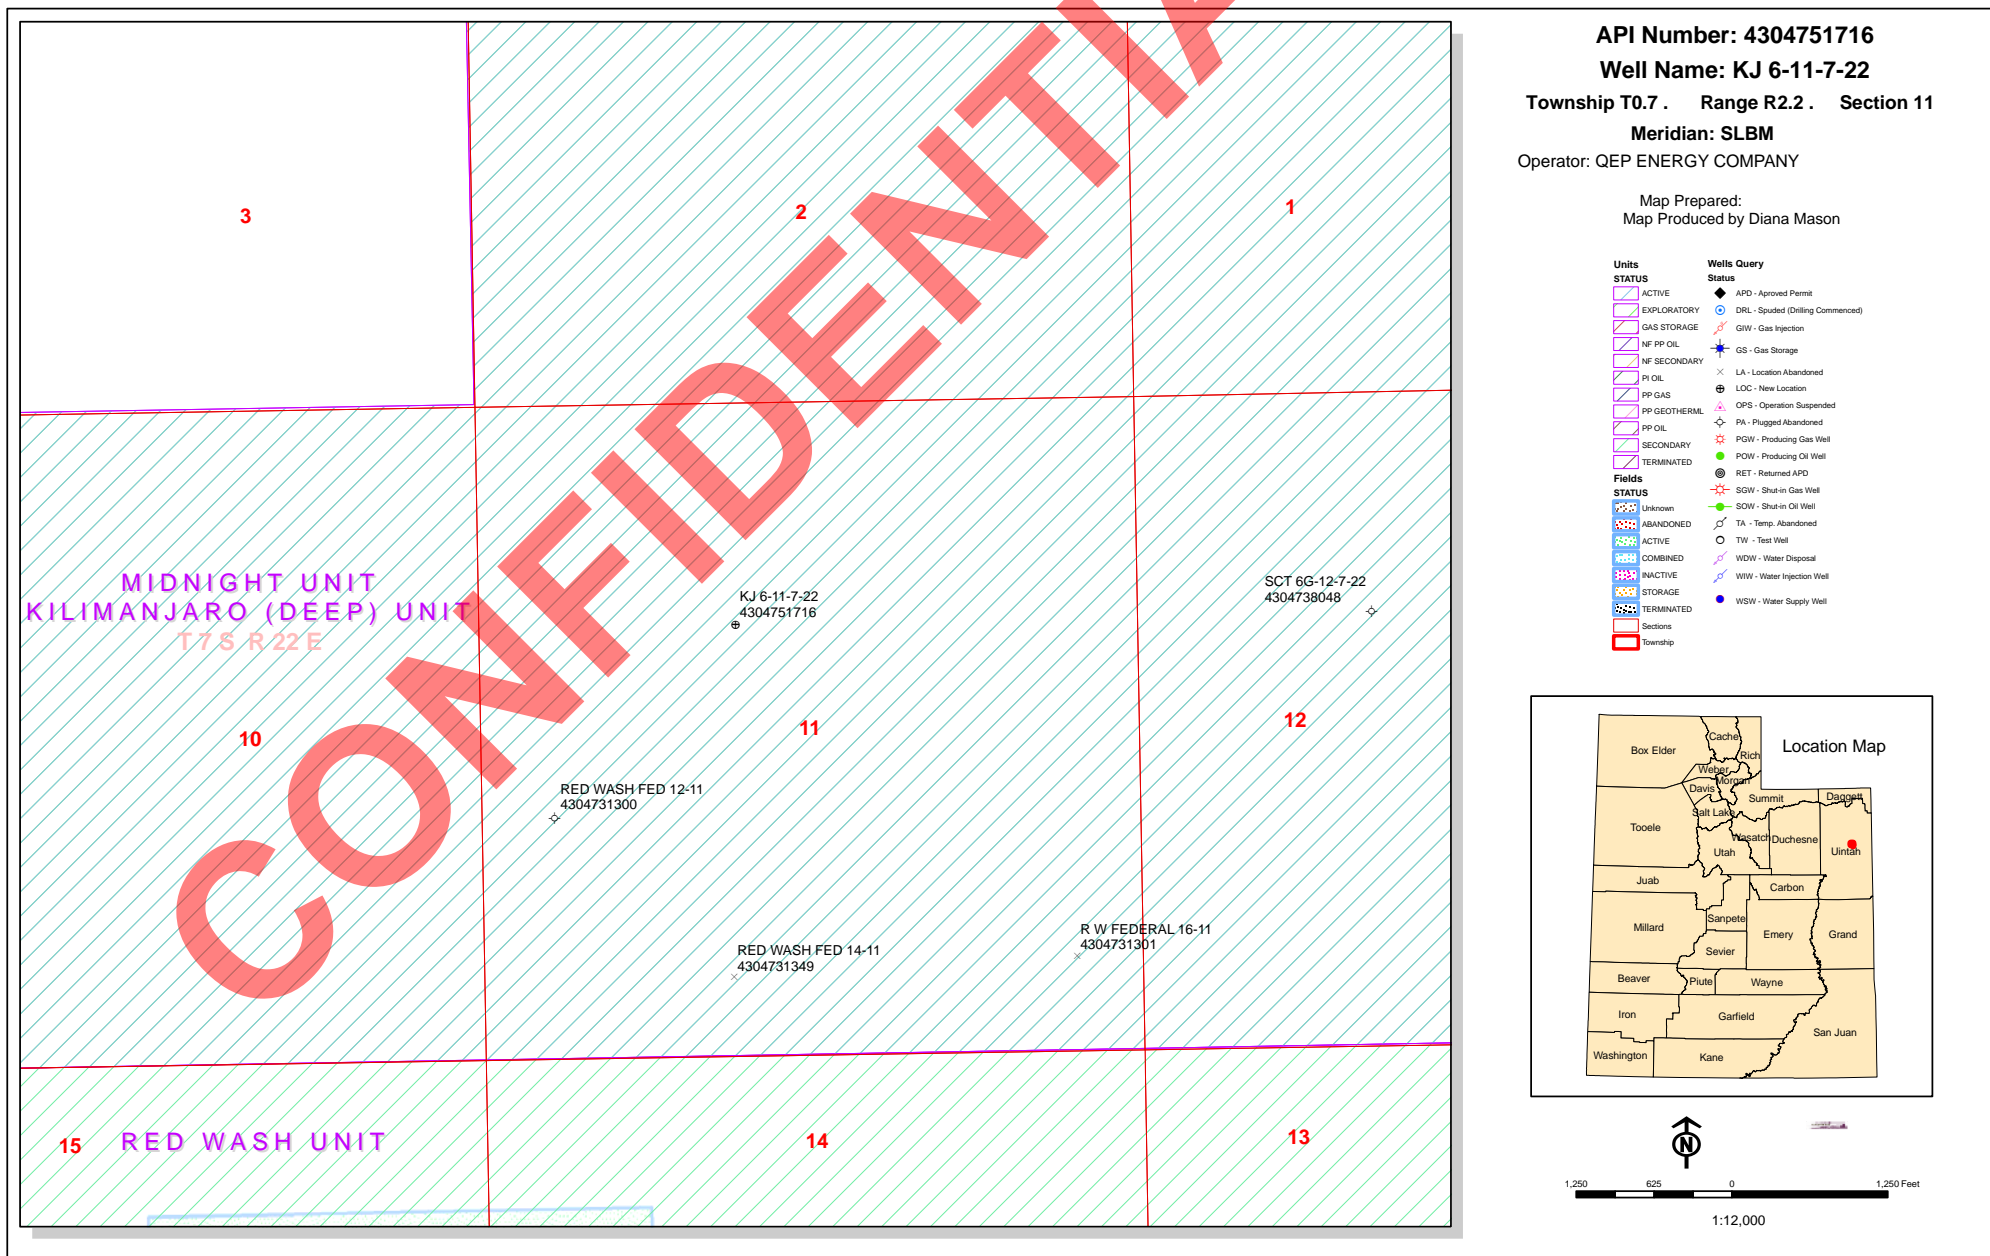 API Number: 4304751716
Well Name: KJ 6-11-7-22
Township T0.7 . Range R2.2 . Section 11
Meridian: SLBM
Operator: QEP ENERGY COMPANY
Map Prepared:
Map Produced by Diana Mason
Units
STATUS
ACTIVE
EXPLORATORY
GAS STORAGE
NF PP OIL
NF SECONDARY
PI OIL
PP GAS
PP GEOTHERML
PP OIL
SECONDARY
TERMINATED
Fields
STATUS
Unknown
ABANDONED
ACTIVE
COMBINED
INACTIVE
STORAGE
TERMINATED
Sections
Township
Wells Query
Status
APD - Aproved Permit
DRL - Spuded (Drilling Commenced)
GIW - Gas Injection
GS - Gas Storage
LA - Location Abandoned
LOC - New Location
OPS - Operation Suspended
PA - Plugged Abandoned
PGW - Producing Gas Well
POW - Producing Oil Well
RET - Returned APD
SGW - Shut-in Gas Well
SOW - Shut-in Oil Well
TA - Temp. Abandoned
TW - Test Well
WDW - Water Disposal
WIW - Water Injection Well
WSW - Water Supply Well
3
2
1
MIDNIGHT UNIT
KILIMANJARO (DEEP) UNIT
T 7 S R 22 E
KJ 6-11-7-22
4304751716
SCT 6G-12-7-22
4304738048
10
11
12
RED WASH FED 12-11
4304731300
RED WASH FED 14-11
4304731349
R W FEDERAL 16-11
4304731301
15
RED WASH UNIT
14
13
CONFIDENTIA
Location Map
Box Elder
Cache
Rich
Weber
Morgan
Davis
Summit
Daggett
Salt Lake
Tooele
Wasatch
Duchesne
Utah
Uintah
Juab
Carbon
Sanpete
Millard
Emery
Grand
Sevier
Beaver
Piute
Wayne
Iron
Garfield
San Juan
Washington
Kane
N
1,250 625 0 1,250 Feet
1:12,000